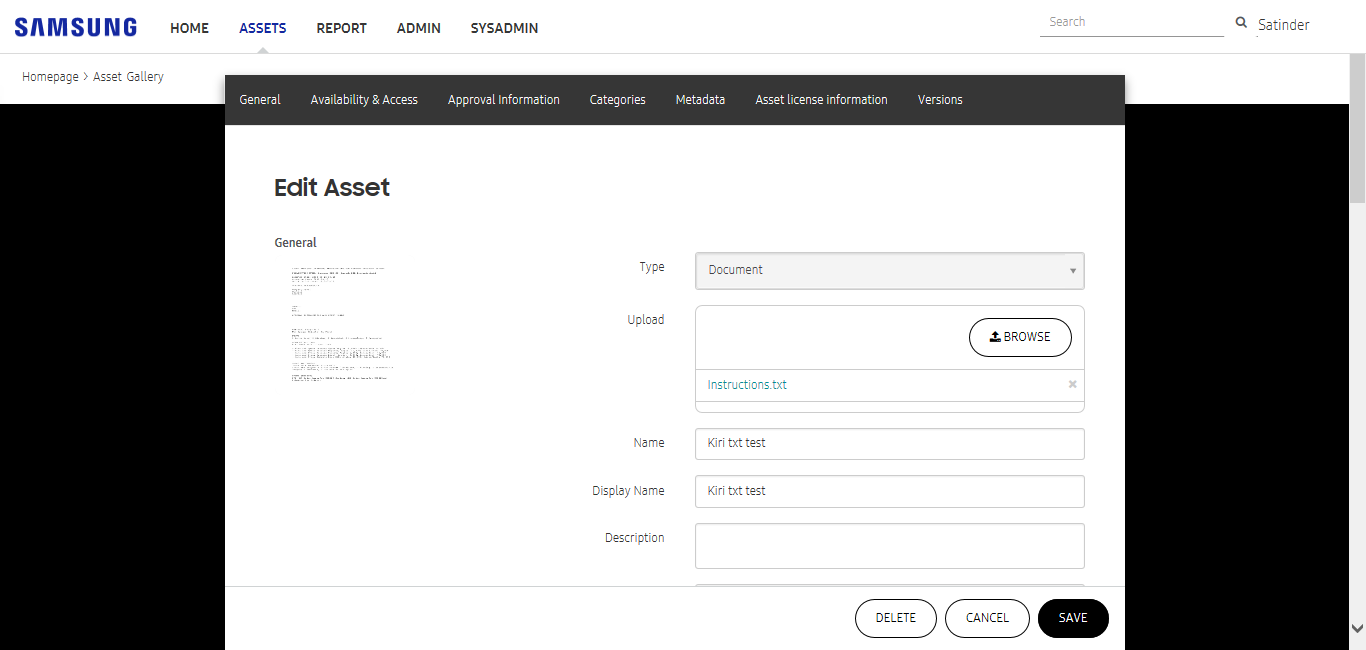 SAMSUNG HOME ASSETS REPORT ADMIN SYSADMIN Search Satinder
Homepage > Asset Gallery
General Availability & Access Approval Information Categories Metadata Asset license information Versions
Edit Asset
General
Type Document
Upload BROWSE
Instructions.txt
Name Kiri txt test
Display Name Kiri txt test
Description
DELETE CANCEL SAVE